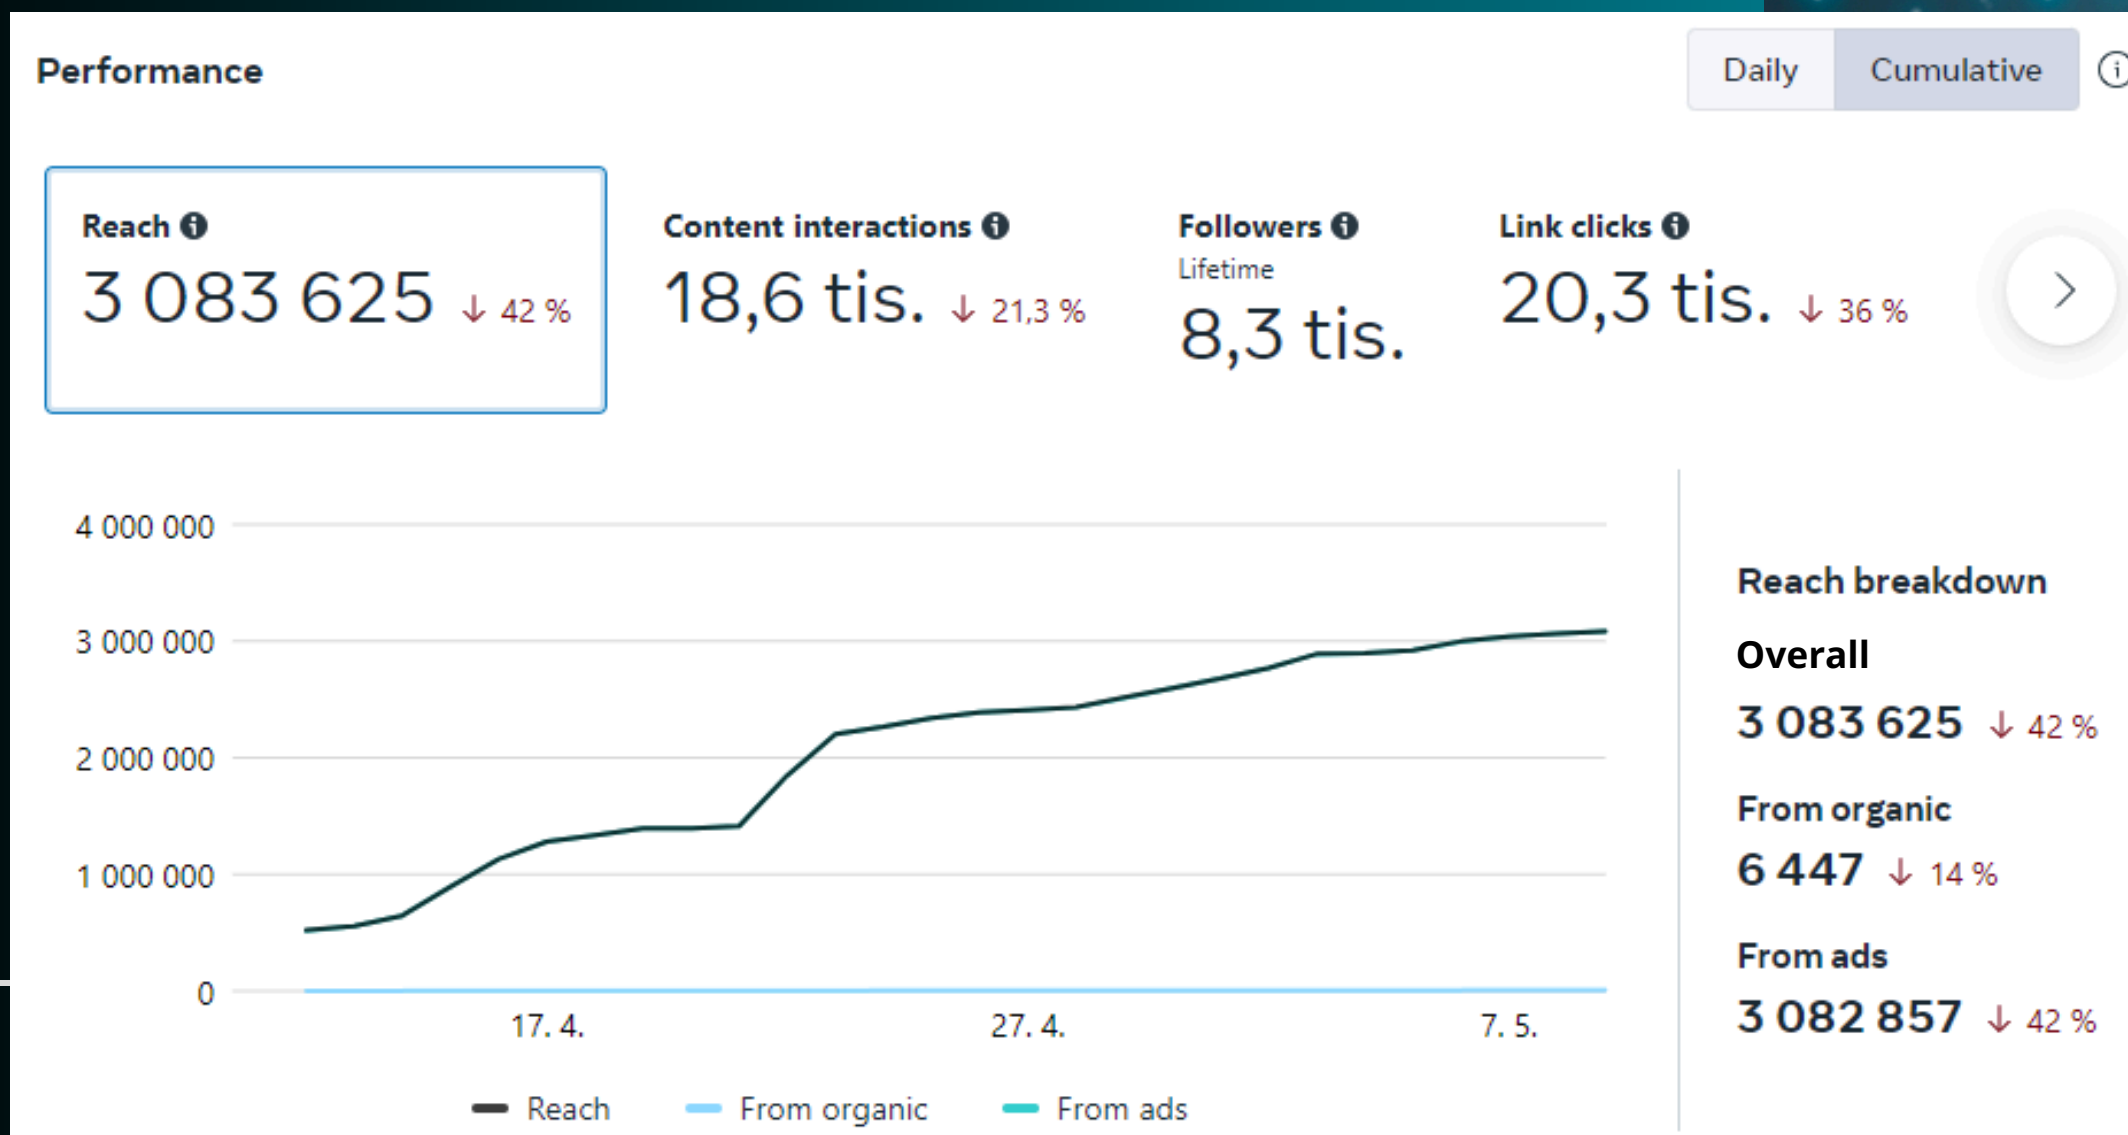 Performance
Daily Cumulative
Reach
3 083 625 ↓ 42 %
Content interactions
18,6 tis. ↓ 21,3 %
Followers
Lifetime
8,3 tis.
Link clicks
20,3 tis. ↓ 36 %
4 000 000
3 000 000
2 000 000
1 000 000
0
17. 4. 27. 4. 7. 5.
Reach From organic From ads
Reach breakdown
Overall
3 083 625 ↓ 42 %
From organic
6 447 ↓ 14 %
From ads
3 082 857 ↓ 42 %